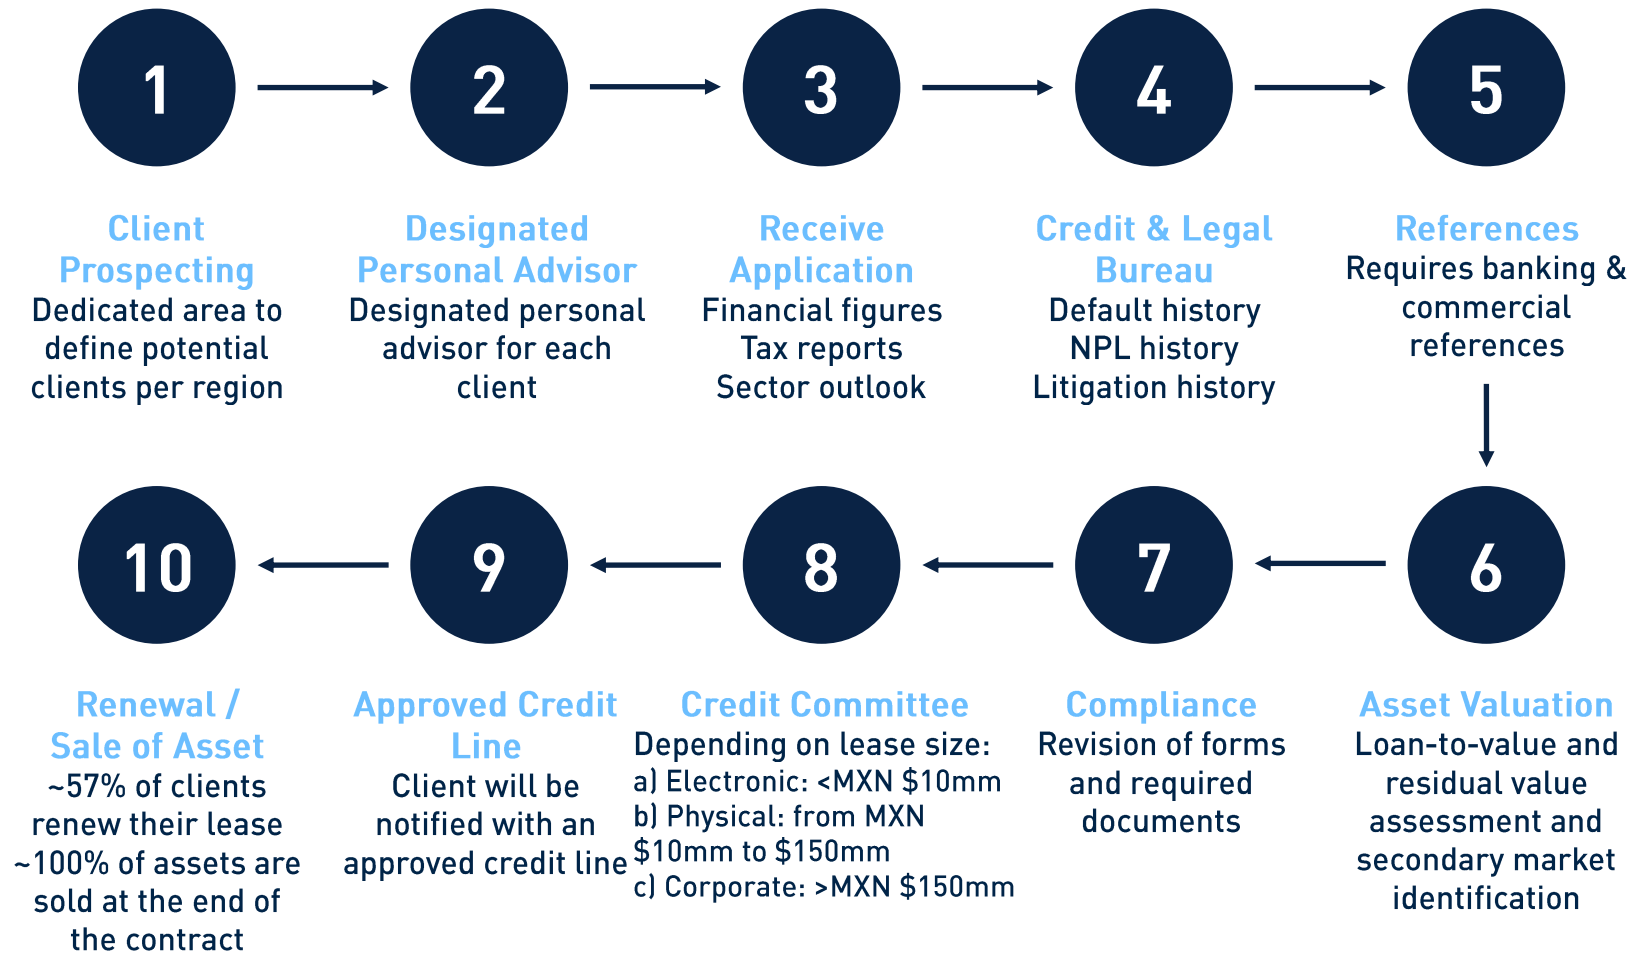 1
2
3
4
5
Client
Prospecting
Dedicated area to
define potential
clients per region
Designated
Personal Advisor
Designated personal
advisor for each
client
Receive
Application
Financial figures
Tax reports
Sector outlook
Credit & Legal
Bureau
Default history
NPL history
Litigation history
References
Requires banking &
commercial
references
10
9
8
7
6
Renewal /
Sale of Asset
~57% of clients
renew their lease
~100% of assets are
sold at the end of
the contract
Approved Credit
Line
Client will be
notified with an
approved credit line
Credit Committee
Depending on lease size:
a) Electronic: <MXN $10mm
b) Physical: from MXN
$10mm to $150mm
c) Corporate: >MXN $150mm
Compliance
Revision of forms
and required
documents
Asset Valuation
Loan-to-value and
residual value
assessment and
secondary market
identification